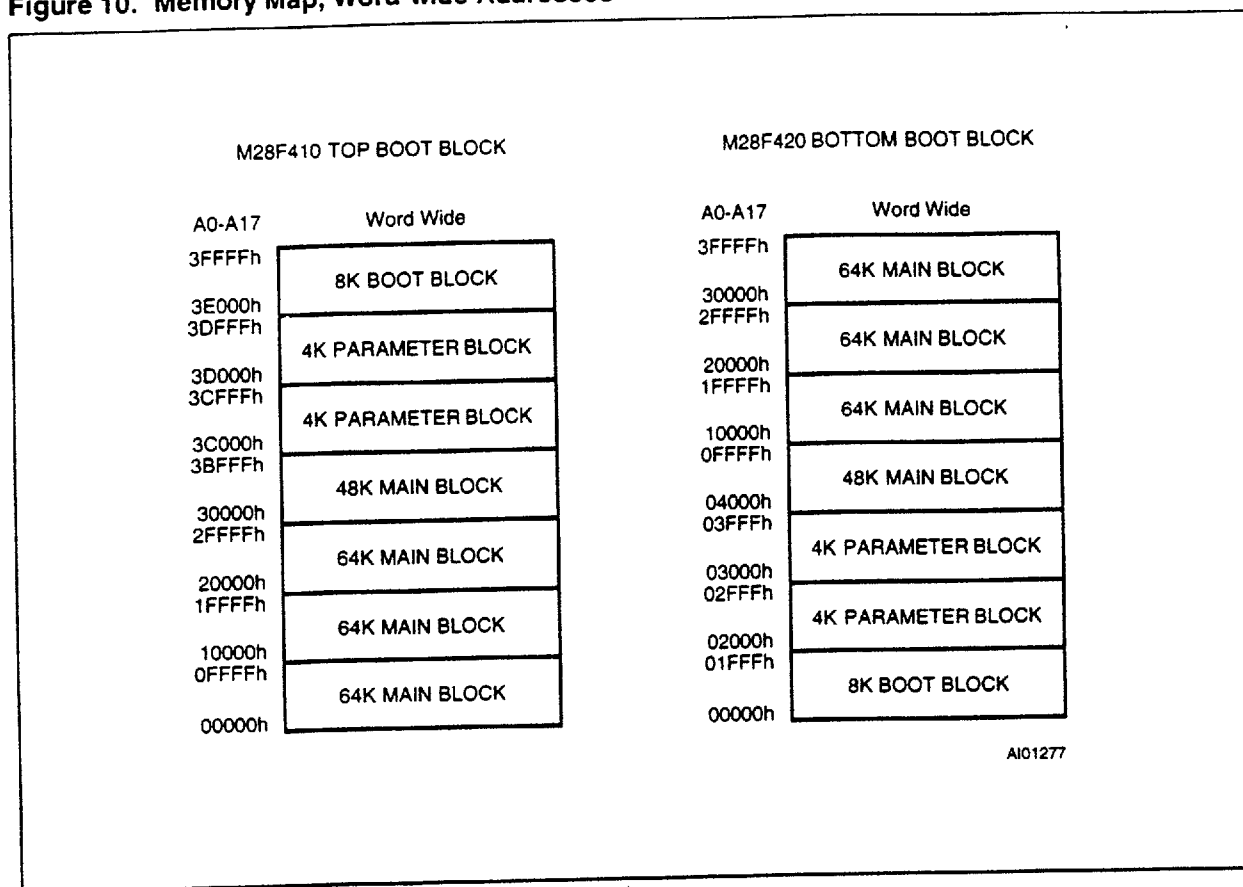 Figure 10. Memory Map, Word-wide Addresses
M28F410 TOP BOOT BLOCK
A0-A17 Word Wide
3FFFFh
8K BOOT BLOCK
3E000h
3DFFFh
4K PARAMETER BLOCK
3D000h
3CFFFh
4K PARAMETER BLOCK
3C000h
3BFFFh
48K MAIN BLOCK
30000h
2FFFFh
64K MAIN BLOCK
20000h
1FFFFh
64K MAIN BLOCK
10000h
0FFFFh
64K MAIN BLOCK
00000h
M28F420 BOTTOM BOOT BLOCK
A0-A17 Word Wide
3FFFFh
64K MAIN BLOCK
30000h
2FFFFh
64K MAIN BLOCK
20000h
1FFFFh
64K MAIN BLOCK
10000h
0FFFFh
48K MAIN BLOCK
04000h
03FFFh
4K PARAMETER BLOCK
03000h
02FFFh
4K PARAMETER BLOCK
02000h
01FFFh
8K BOOT BLOCK
00000h
AI01277